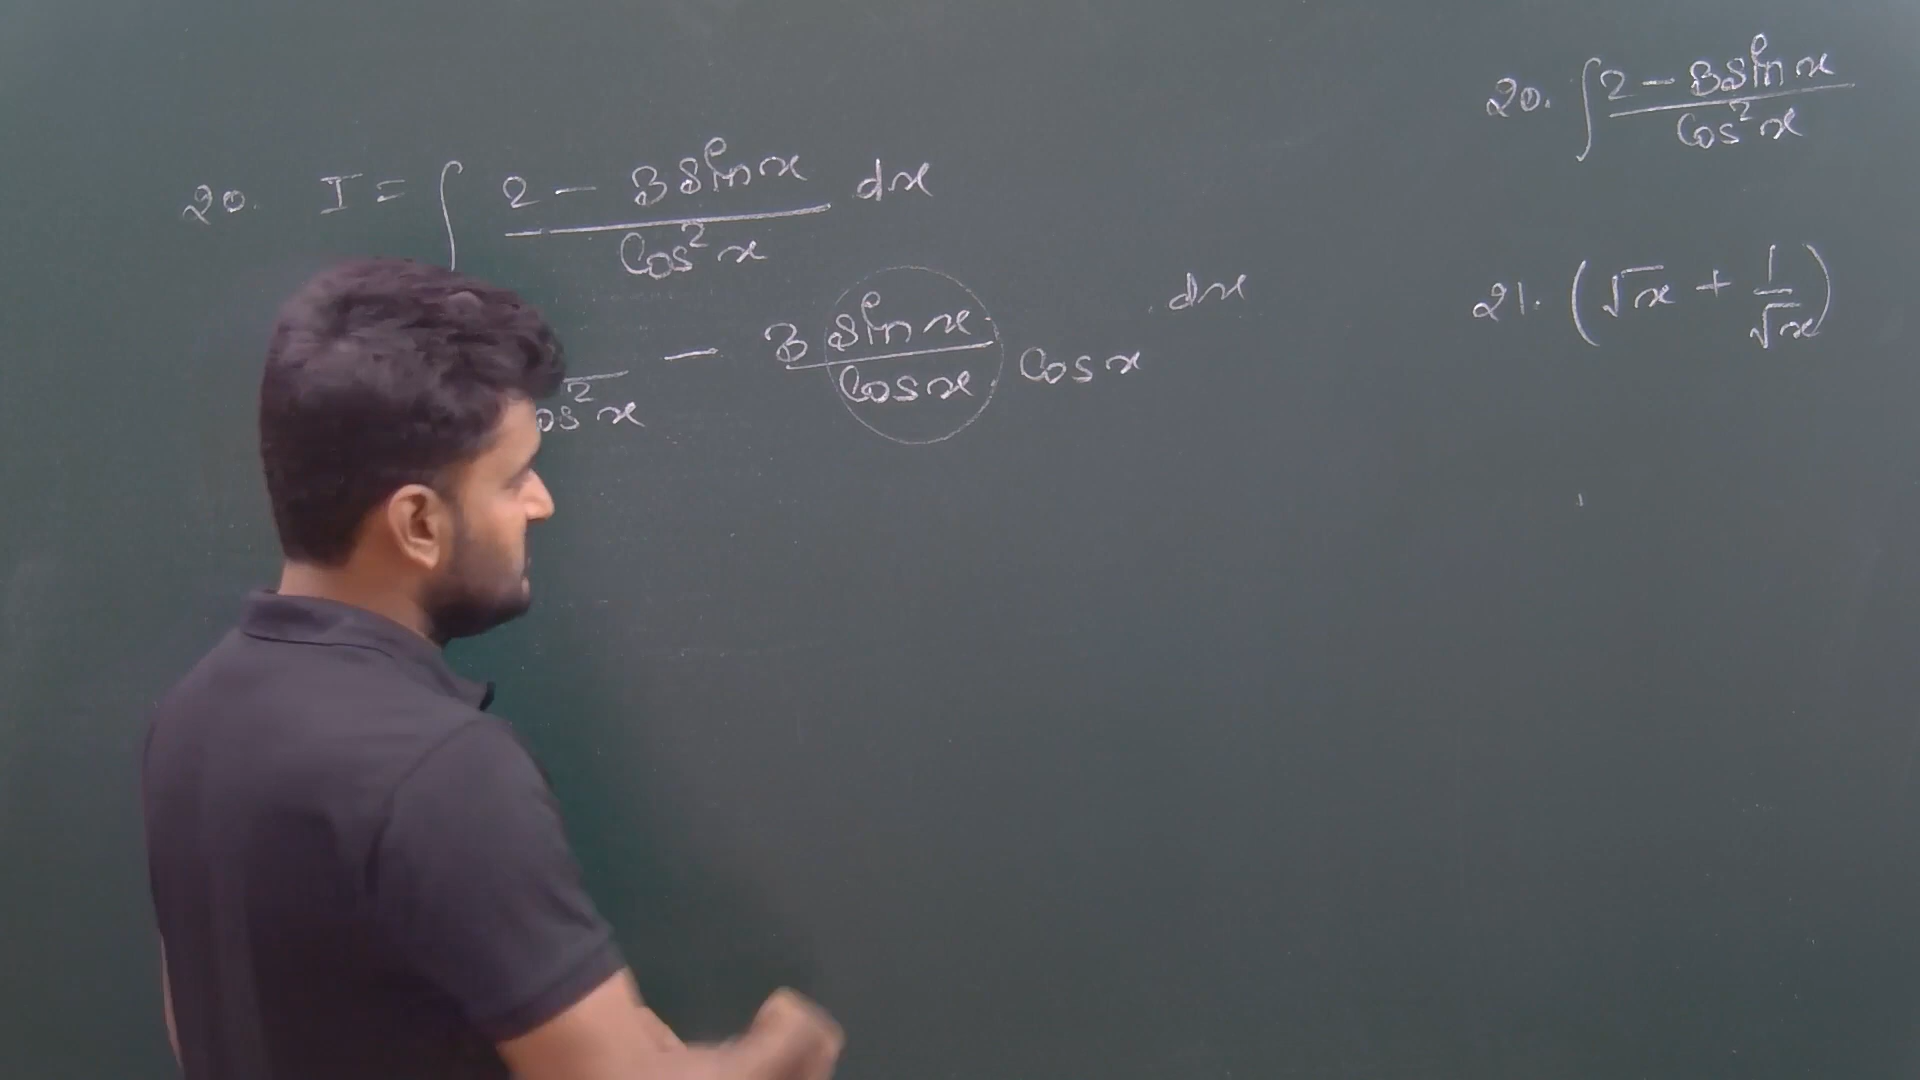 20. I = ∫ (2 - 3 sin x)/(cos² x) dx
os² x - (3 sin x)/(cos x · cos x) dx
20. ∫ (2 - 3 sin x)/(cos² x)
21. (√x + 1/√x)